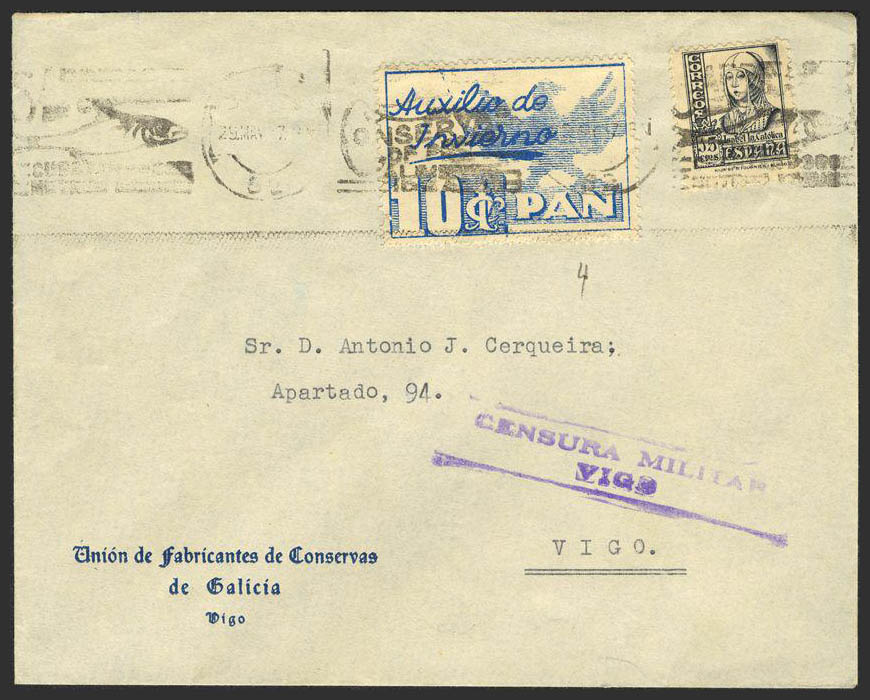 Auxilio de
Invierno
10 Cts PAN
CORREOS
Isabel la Católica
ESPAÑA
4
Sr. D. Antonio J. Cerqueira;
Apartado, 94.
CENSURA MILITAR
VIGO
VIGO.
Unión de Fabricantes de Conservas
de Galicia
Vigo